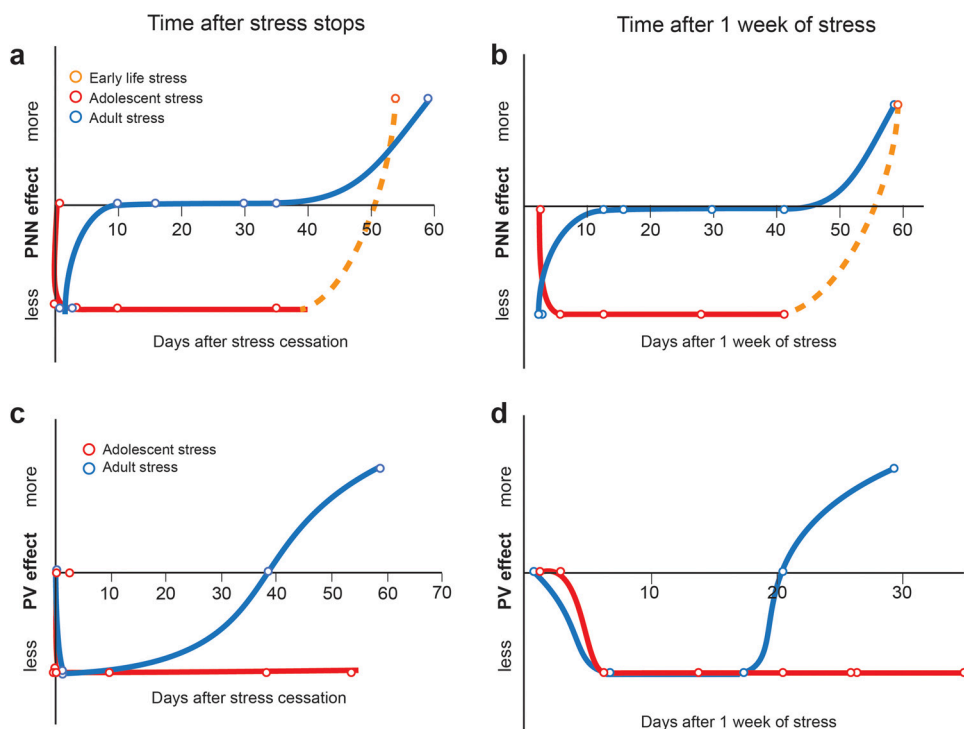 Time after stress stops
Time after 1 week of stress
a
Early life stress
Adolescent stress
Adult stress
PNN effect
more
less
10 20 30 40 50 60
Days after stress cessation
b
PNN effect
more
less
10 20 30 40 50 60
Days after 1 week of stress
c
Adolescent stress
Adult stress
PV effect
more
less
10 20 30 40 50 60 70
Days after stress cessation
d
PV effect
more
less
10 20 30
Days after 1 week of stress